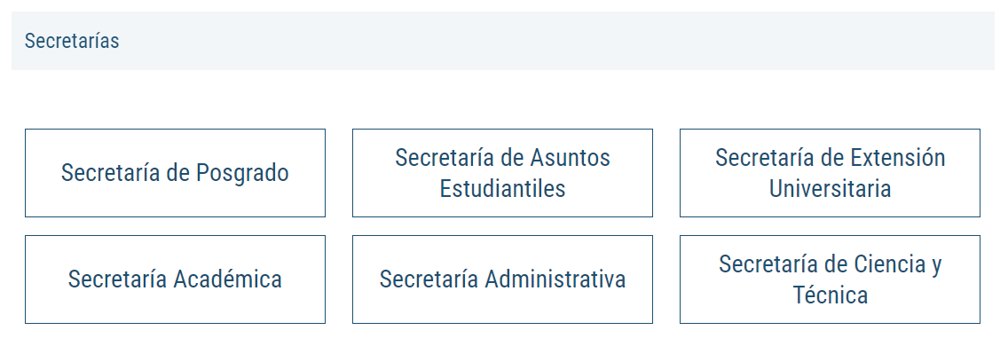 Secretarías
Secretaría de Posgrado
Secretaría de Asuntos
Estudiantiles
Secretaría de Extensión
Universitaria
Secretaría Académica
Secretaría Administrativa
Secretaría de Ciencia y
Técnica